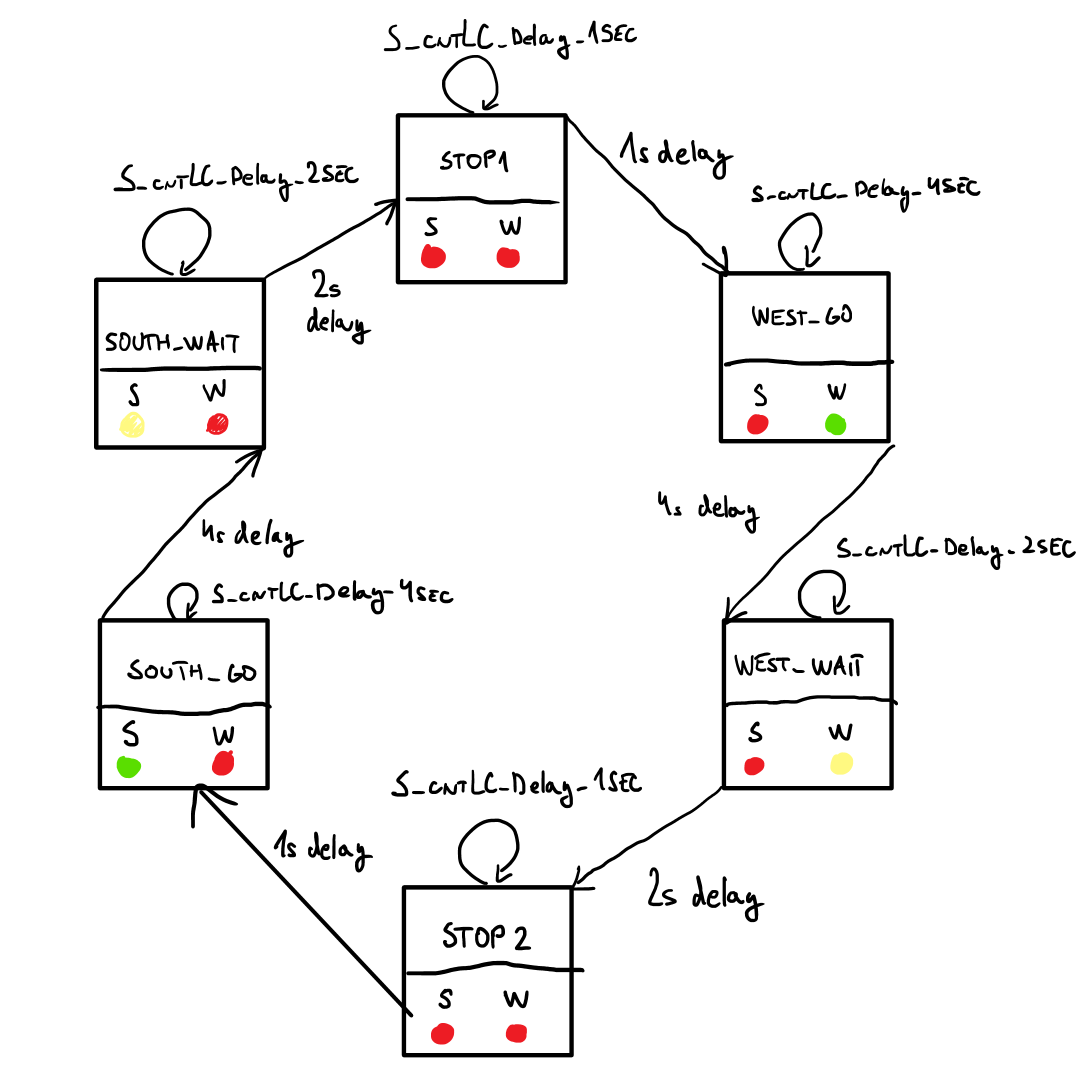 S_cntLC_Delay_1SEC
STOP1
S W
1s delay
S_cntLC_Delay_4SEC
WEST_GO
S W
4s delay
S_cntLC_Delay_2SEC
WEST_WAIT
S W
2s delay
S_cntLC_Delay_1SEC
STOP 2
S W
1s delay
S_cntLC_Delay_4SEC
SOUTH_GO
S W
4s delay
S_cntLC_Delay_2SEC
SOUTH_WAIT
S W
2s
delay